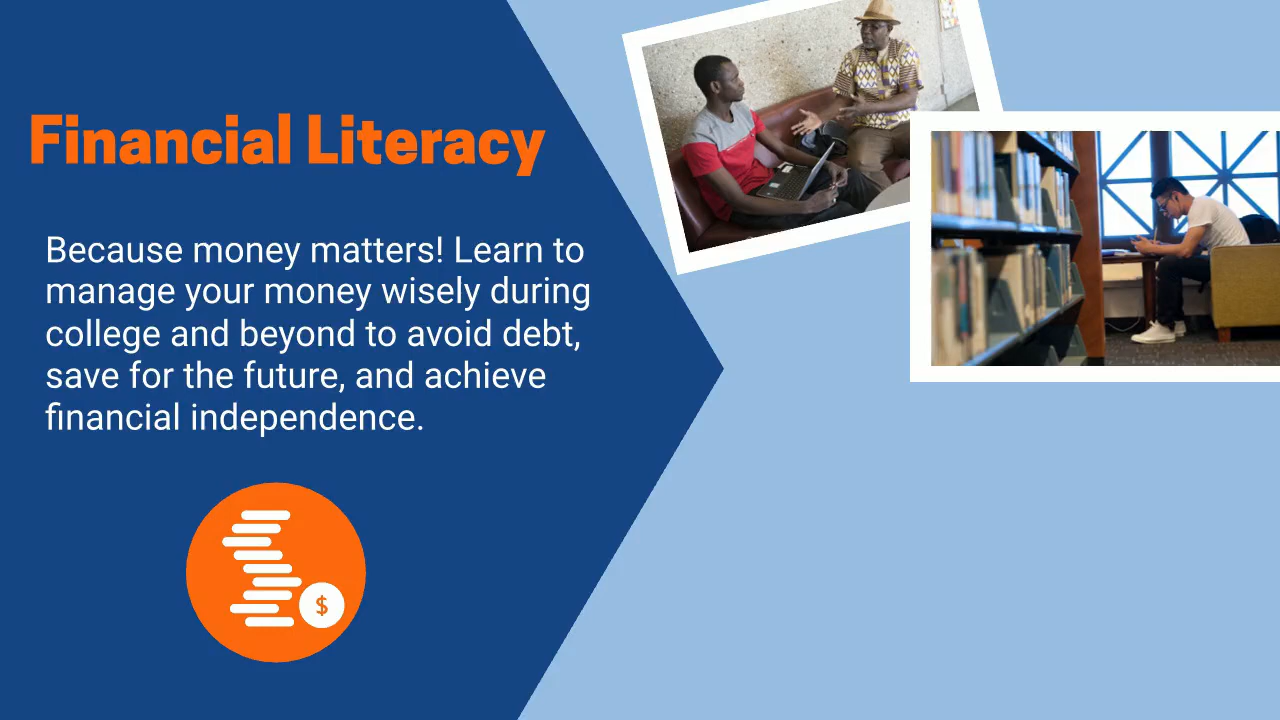 Financial Literacy
Because money matters! Learn to
manage your money wisely during
college and beyond to avoid debt,
save for the future, and achieve
financial independence.
$